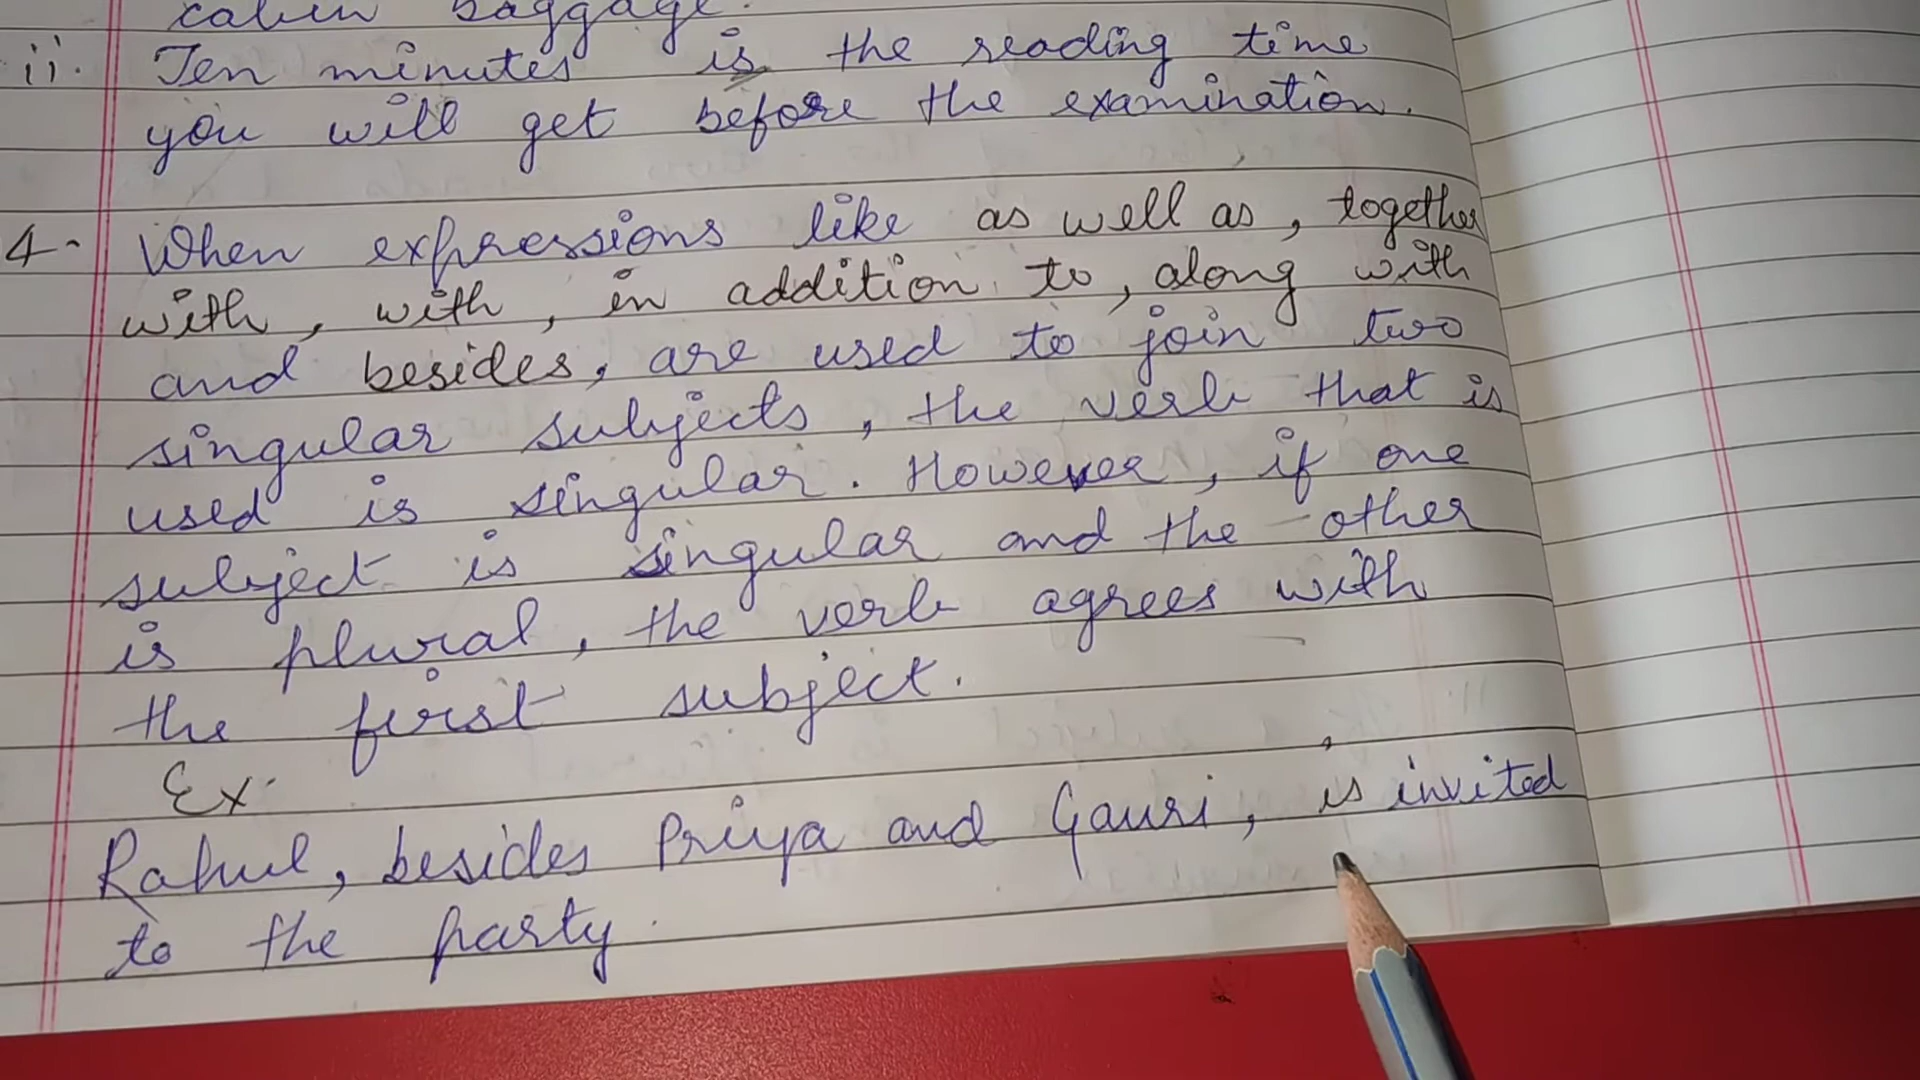 cabin baggage.
ii. Ten minutes is the reading time
you will get before the examination.
4. When expressions like as well as, together
with, with, in addition to, along with
and besides, are used to join two
singular subjects, the verb that is
used is singular. However, if one
subject is singular and the other
is plural, the verb agrees with
the first subject.
Ex.
Rahul, besides Priya and Gauri, is invited
to the party.